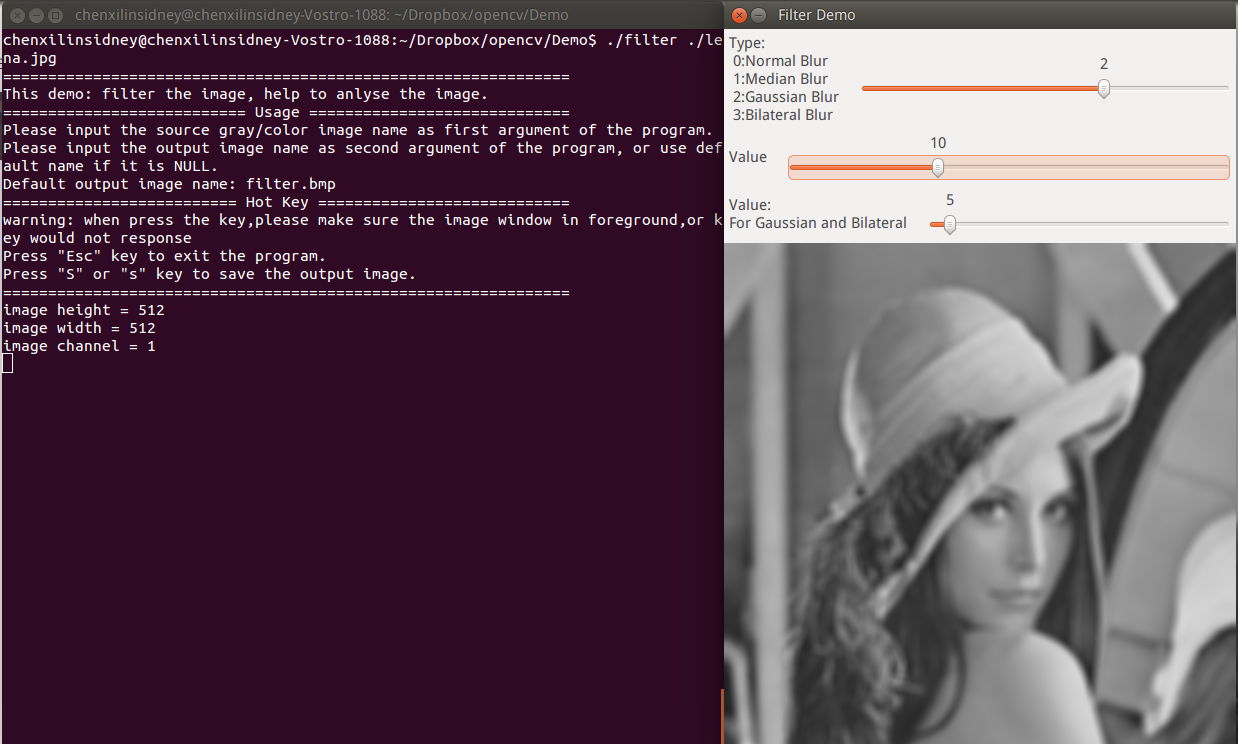 chenxilinsidney@chenxilinsidney-Vostro-1088: ~/Dropbox/opencv/Demo
chenxilinsidney@chenxilinsidney-Vostro-1088:~/Dropbox/opencv/Demo$ ./filter ./le
na.jpg
===============================================================
This demo: filter the image, help to anlyse the image.
============================== Usage =============================
Please input the source gray/color image name as first argument of the program.
Please input the output image name as second argument of the program, or use def
ault name if it is NULL.
Default output image name: filter.bmp
========================== Hot Key ============================
warning: when press the key,please make sure the image window in foreground,or k
ey would not response
Press "Esc" key to exit the program.
Press "S" or "s" key to save the output image.
===============================================================
image height = 512
image width = 512
image channel = 1
Filter Demo
Type:
0:Normal Blur
1:Median Blur
2:Gaussian Blur
3:Bilateral Blur
2
Value
10
Value:
For Gaussian and Bilateral
5